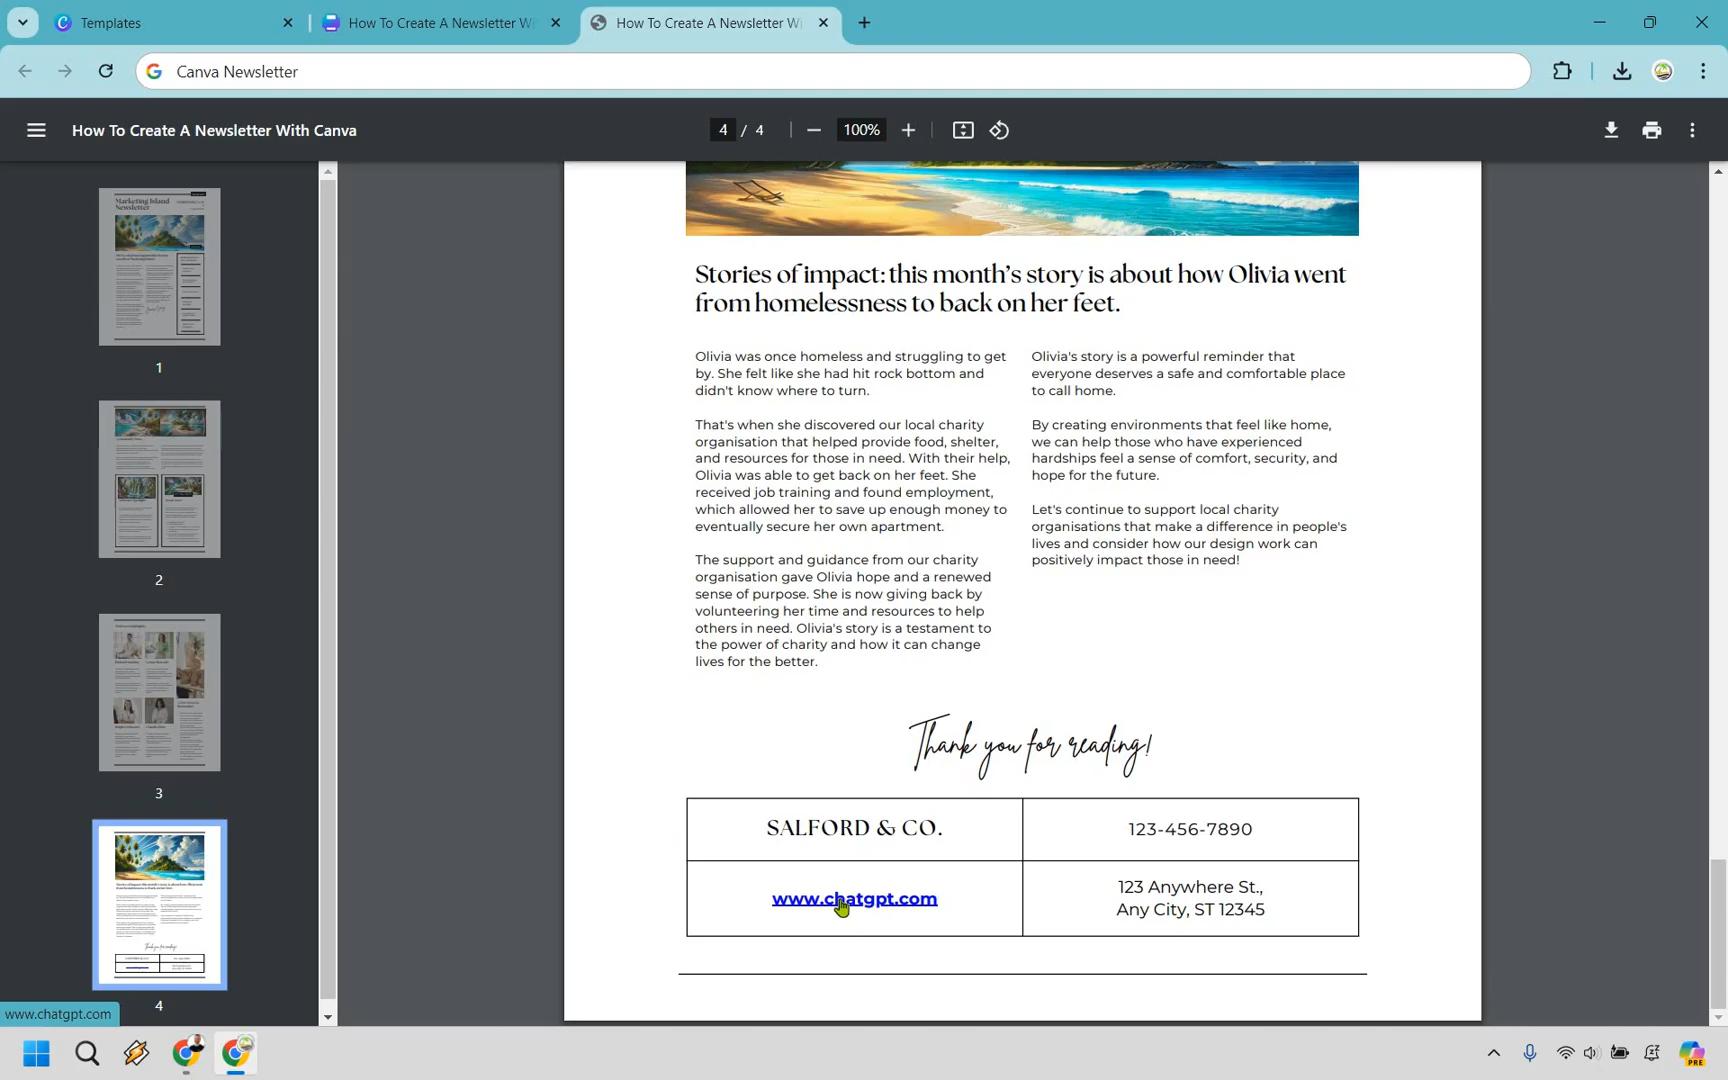 Templates
How To Create A Newsletter Wi
How To Create A Newsletter Wi
Canva Newsletter
How To Create A Newsletter With Canva
4 / 4
100%
Marketing Island
Newsletter
1
2
3
4
Stories of impact: this month's story is about how Olivia went
from homelessness to back on her feet.
Olivia was once homeless and struggling to get
by. She felt like she had hit rock bottom and
didn't know where to turn.
That's when she discovered our local charity
organisation that helped provide food, shelter,
and resources for those in need. With their help,
Olivia was able to get back on her feet. She
received job training and found employment,
which allowed her to save up enough money to
eventually secure her own apartment.
The support and guidance from our charity
organisation gave Olivia hope and a renewed
sense of purpose. She is now giving back by
volunteering her time and resources to help
others in need. Olivia's story is a testament to
the power of charity and how it can change
lives for the better.
Olivia's story is a powerful reminder that
everyone deserves a safe and comfortable place
to call home.
By creating environments that feel like home,
we can help those who have experienced
hardships feel a sense of comfort, security, and
hope for the future.
Let's continue to support local charity
organisations that make a difference in people's
lives and consider how our design work can
positively impact those in need!
Thank you for reading!
SALFORD & CO.
123-456-7890
www.chatgpt.com
123 Anywhere St.,
Any City, ST 12345
www.chatgpt.com
PRE